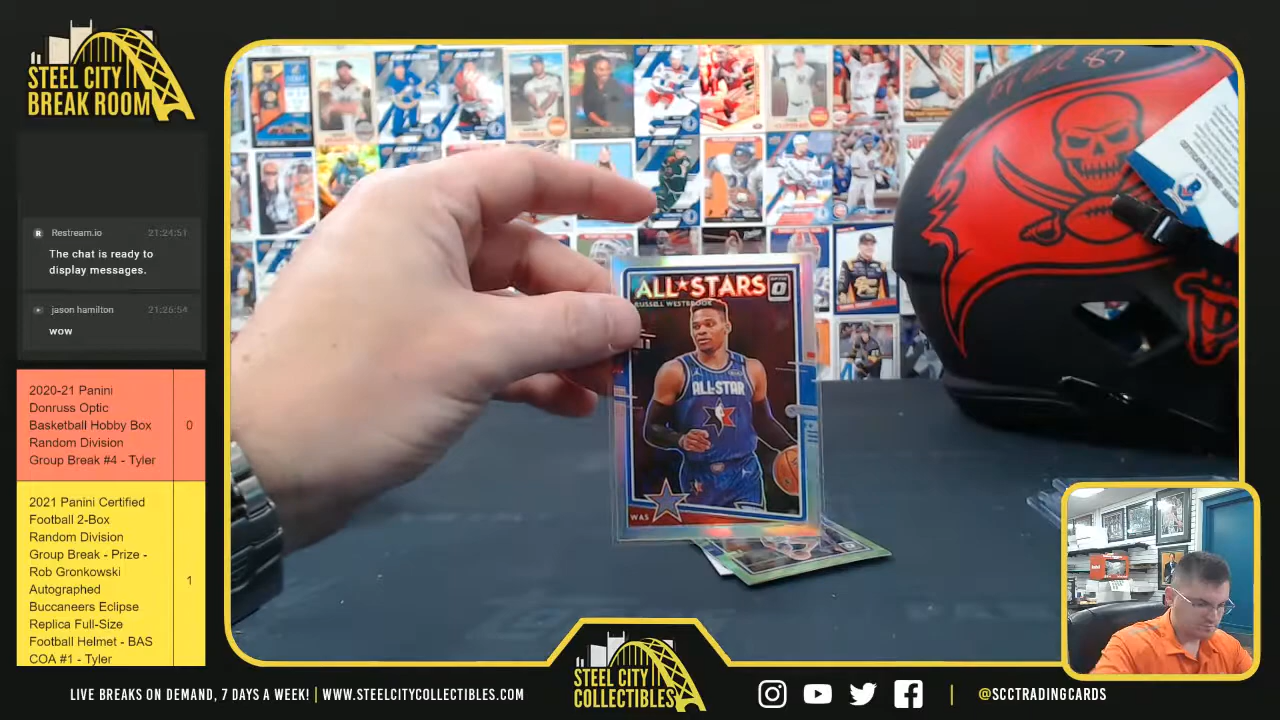 STEEL CITY
BREAK ROOM
Restream.io 21:24:51
The chat is ready to
display messages.
jason hamilton
wow
2020-21 Panini
Donruss Optic
Basketball Hobby Box
Random Division
Group Break #4 - Tyler
0
2021 Panini Certified
Football 2-Box
Random Division
Group Break - Prize -
Rob Gronkowski
Autographed
Buccaneers Eclipse
Replica Full-Size
Football Helmet - BAS
COA #1 - Tyler
1
ALL★STARS
RUSSELL WESTBROOK
ALL-STAR
WAS
87
STEEL CITY
COLLECTIBLES
LIVE BREAKS ON DEMAND, 7 DAYS A WEEK! | WWW.STEELCITYCOLLECTIBLES.COM
@SCCTRADINGCARDS